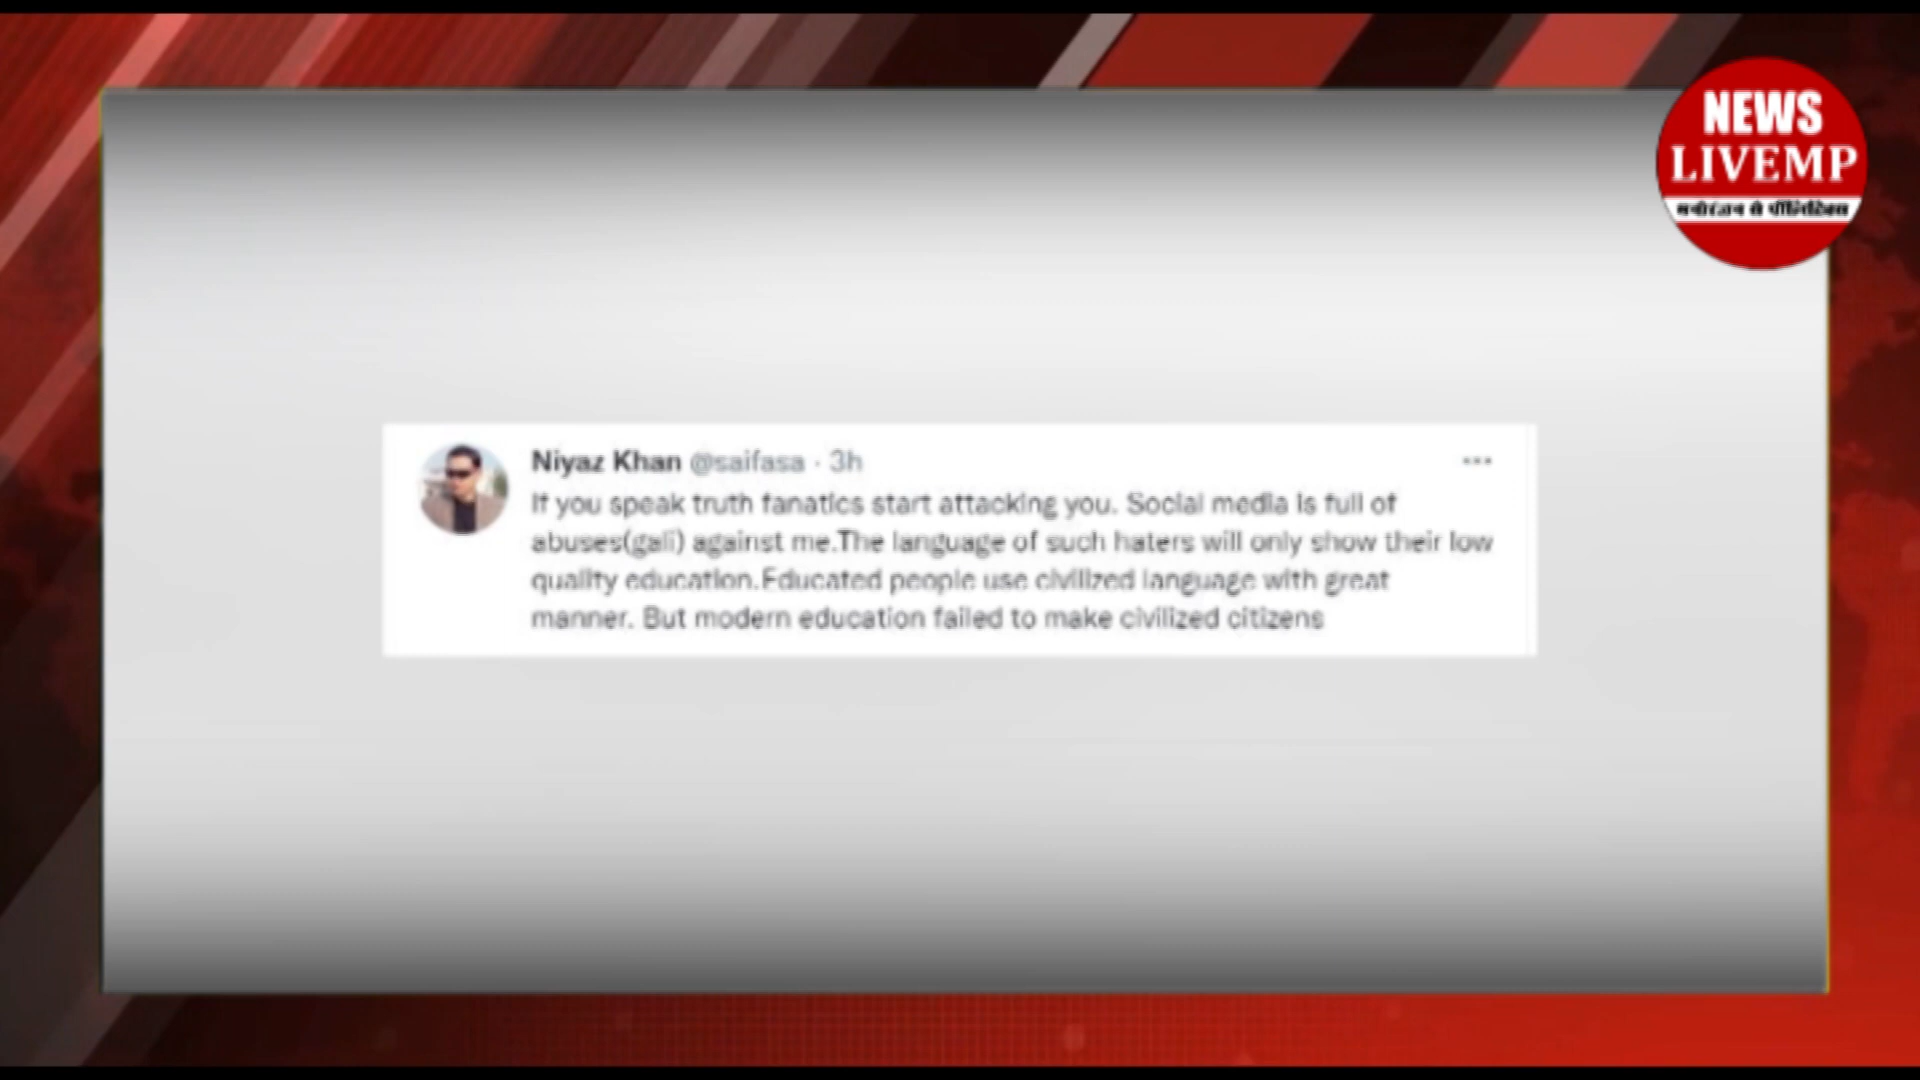 NEWS
LIVEMP
मनोरंजन से पॉलिटिक्स
Niyaz Khan @saifasa · 3h
If you speak truth fanatics start attacking you. Social media is full of
abuses(gali) against me.The language of such haters will only show their low
quality education.Educated people use civilized language with great
manner. But modern education failed to make civilized citizens